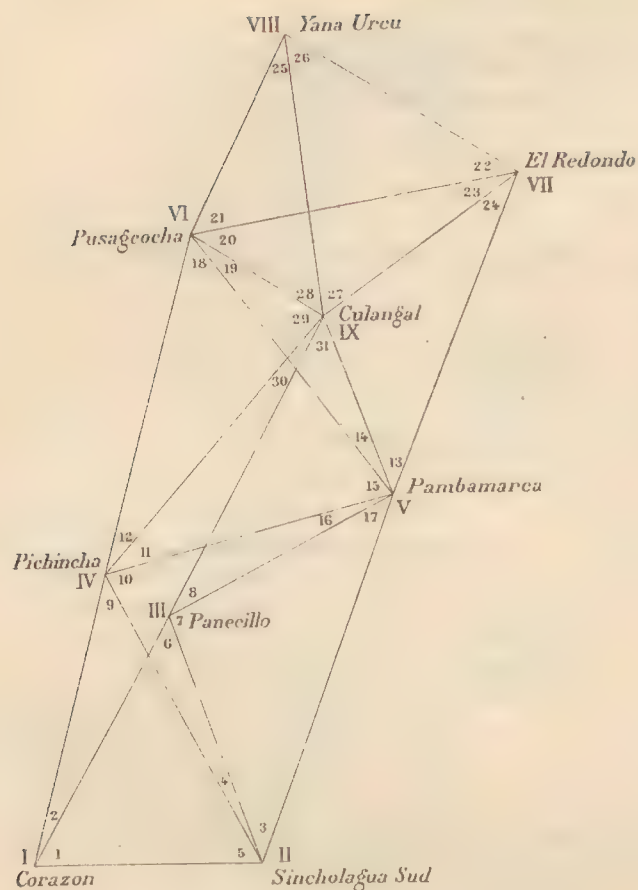 VIII Yana Urcu
25 26
El Redondo
22
VII
23
24
VI 21
Pusagcocha 20
18 19
28 27
Culangal
29 IX
31
30
14 13
15 Pambamarca
V
16 17
12 11
Pichincha
IV 10
9
8
III 7 Panecillo
6
4
3
2
I 1 5 II
Corazon Sincholagua Sud